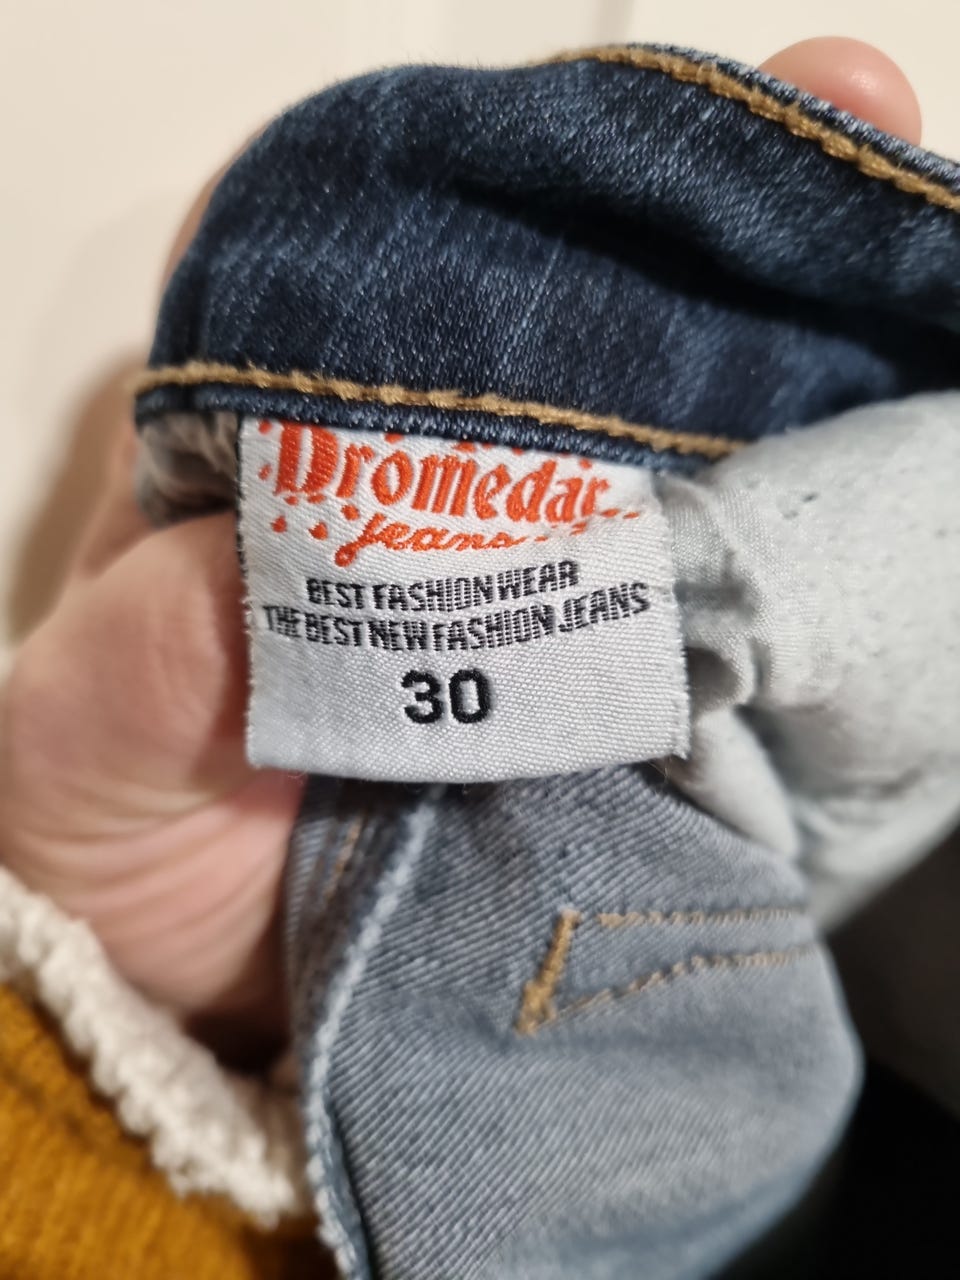 Dromedar
jeans
BEST FASHION WEAR
THE BEST NEW FASHION JEANS
30